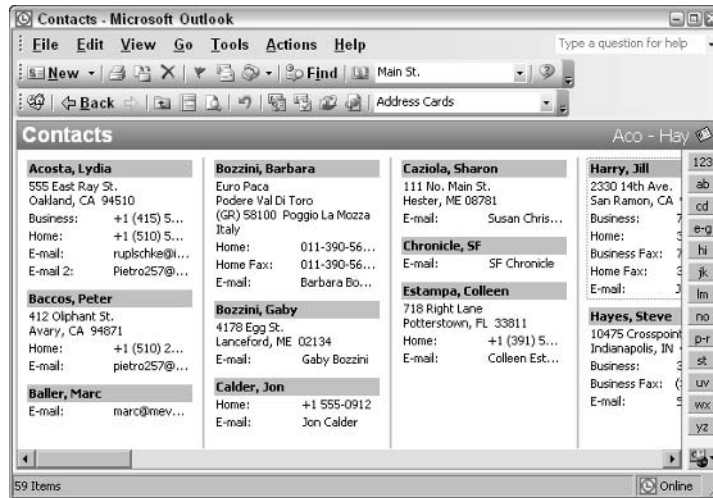 Contacts - Microsoft Outlook
File Edit View Go Tools Actions Help
Type a question for help
New Find Main St.
Back Address Cards
Contacts
Aco - Hay
Acosta, Lydia
555 East Ray St.
Oakland, CA 94510
Business: +1 (415) 5...
Home: +1 (510) 5...
E-mail: ruplschke@i...
E-mail 2: Pietro257@...
Baccos, Peter
412 Oliphant St.
Avary, CA 94871
Home: +1 (510) 2...
E-mail: pietro257@...
Baller, Marc
E-mail: marc@mev...
Bozzini, Barbara
Euro Paca
Podere Val Di Toro
(GR) 58100 Poggio La Mozza
Italy
Home: 011-390-56...
Home Fax: 011-390-56...
E-mail: Barbara Bo...
Bozzini, Gaby
4178 Egg St.
Lanceford, ME 02134
E-mail: Gaby Bozzini
Calder, Jon
Home: +1 555-0912
E-mail: Jon Calder
Caziola, Sharon
111 No. Main St.
Hester, ME 08781
E-mail: Susan Chris...
Chronicle, SF
E-mail: SF Chronicle
Estampa, Colleen
718 Right Lane
Potterstown, FL 33811
Home: +1 (391) 5...
E-mail: Colleen Est...
Harry, Jill
2330 14th Ave.
San Ramon, CA
Business: 7
Home: 3
Business Fax: 7
Home Fax: 3
E-mail: J
Hayes, Steve
10475 Crosspoint
Indianapolis, IN
Business: 3
Business Fax: (
E-mail: S
123
ab
cd
e-g
hi
jk
lm
no
p-r
st
uv
wx
yz
59 Items
Online